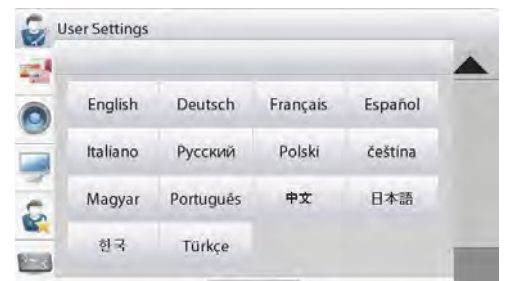 User Settings
English Deutsch Français Español
Italiano Русский Polski čeština
Magyar Português 中文 日本語
한국 Türkçe